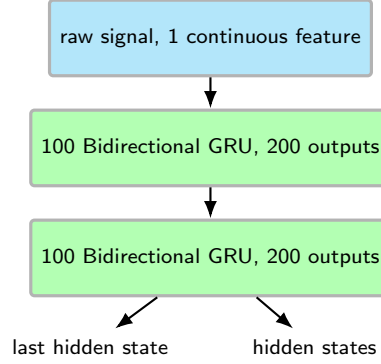 raw signal, 1 continuous feature
100 Bidirectional GRU, 200 outputs
100 Bidirectional GRU, 200 outputs
last hidden state
hidden states